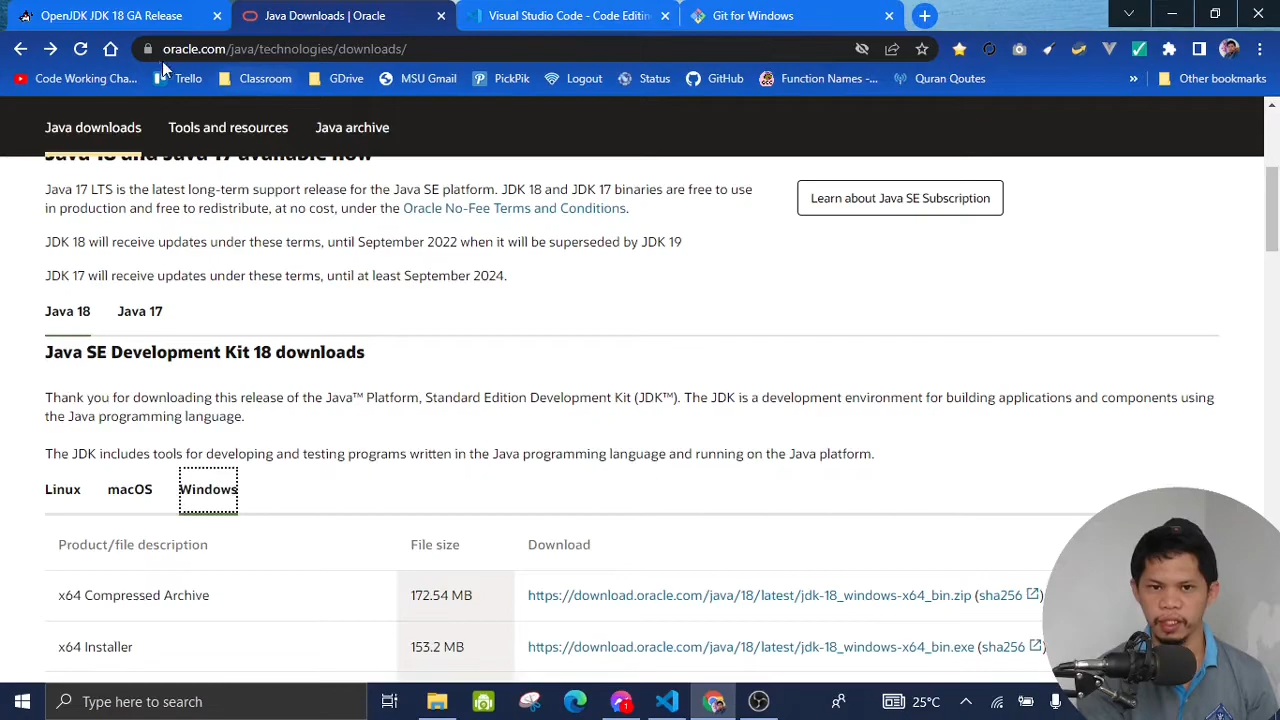 OpenJDK JDK 18 GA Release
Java Downloads | Oracle
Visual Studio Code - Code Editin
Git for Windows
oracle.com/java/technologies/downloads/
Code Working Cha...
Trello
Classroom
GDrive
MSU Gmail
PickPik
Logout
Status
GitHub
Function Names -...
Quran Quotes
»
Other bookmarks
Java downloads
Tools and resources
Java archive
Java 18 and Java 17 available now
Java 17 LTS is the latest long-term support release for the Java SE platform. JDK 18 and JDK 17 binaries are free to use
in production and free to redistribute, at no cost, under the Oracle No-Fee Terms and Conditions.
Learn about Java SE Subscription
JDK 18 will receive updates under these terms, until September 2022 when it will be superseded by JDK 19
JDK 17 will receive updates under these terms, until at least September 2024.
Java 18
Java 17
Java SE Development Kit 18 downloads
Thank you for downloading this release of the Java™ Platform, Standard Edition Development Kit (JDK™). The JDK is a development environment for building applications and components using
the Java programming language.
The JDK includes tools for developing and testing programs written in the Java programming language and running on the Java platform.
Linux
macOS
Windows
Product/file description
File size
Download
x64 Compressed Archive
172.54 MB
https://download.oracle.com/java/18/latest/jdk-18_windows-x64_bin.zip (sha256)
x64 Installer
153.2 MB
https://download.oracle.com/java/18/latest/jdk-18_windows-x64_bin.exe (sha256
Type here to search
1
25°C